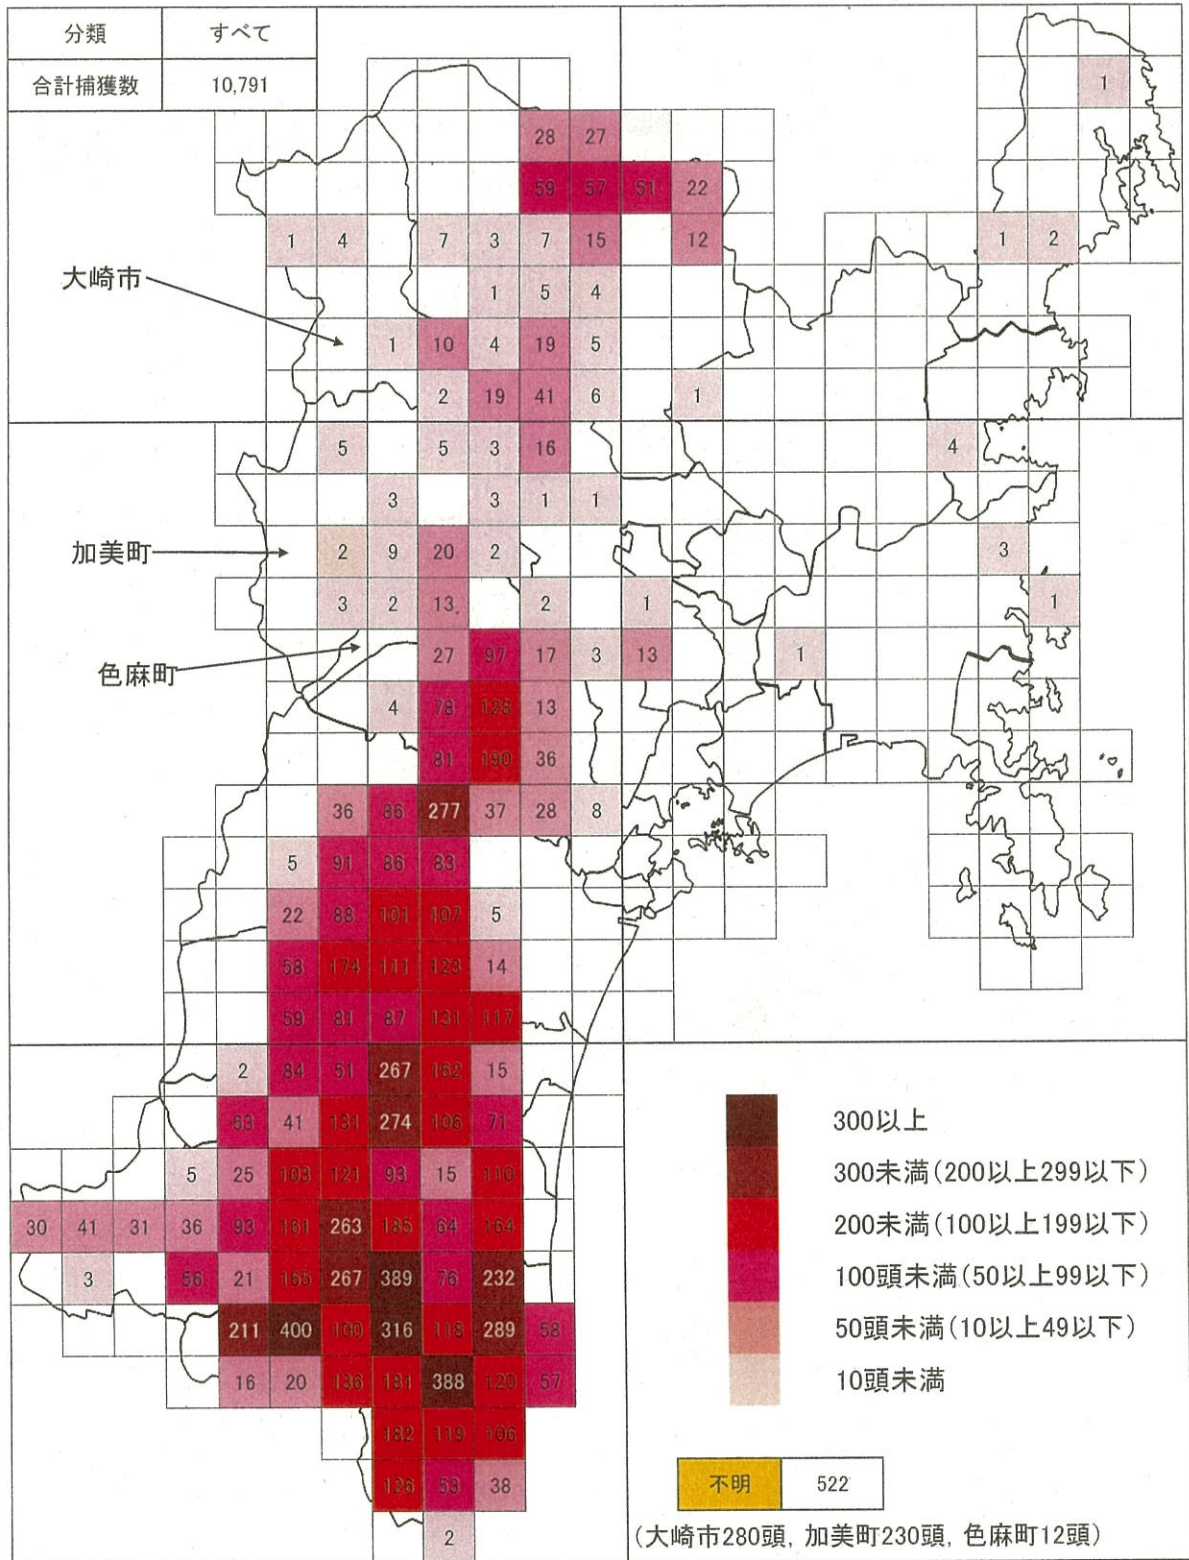 分類 すべて
合計捕獲数 10,791
1
28 27
59 57 51 22
1 4 7 3 7 15 12 1 2
大崎市
1 5 4
1 10 4 19 5
2 19 41 6 1
5 5 3 16 4
3 3 1 1
加美町 2 9 20 2 3
3 2 13 2 1 1
色麻町 27 97 17 3 13 1
4 78 128 13
81 190 36
36 86 277 37 28 8
5 91 86 83
22 88 101 107 5
58 174 111 123 14
59 81 87 131 117
2 84 51 267 162 15
63 41 131 274 106 71
300以上
5 25 103 121 93 15 110
300未満(200以上299以下)
30 41 31 36 93 161 263 185 64 164
200未満(100以上199以下)
3 56 21 165 267 389 76 232
100頭未満(50以上99以下)
211 400 100 316 118 289 58
50頭未満(10以上49以下)
16 20 136 181 388 120 57
10頭未満
182 119 106
126 53 38
不明 522
2
(大崎市280頭, 加美町230頭, 色麻町12頭)